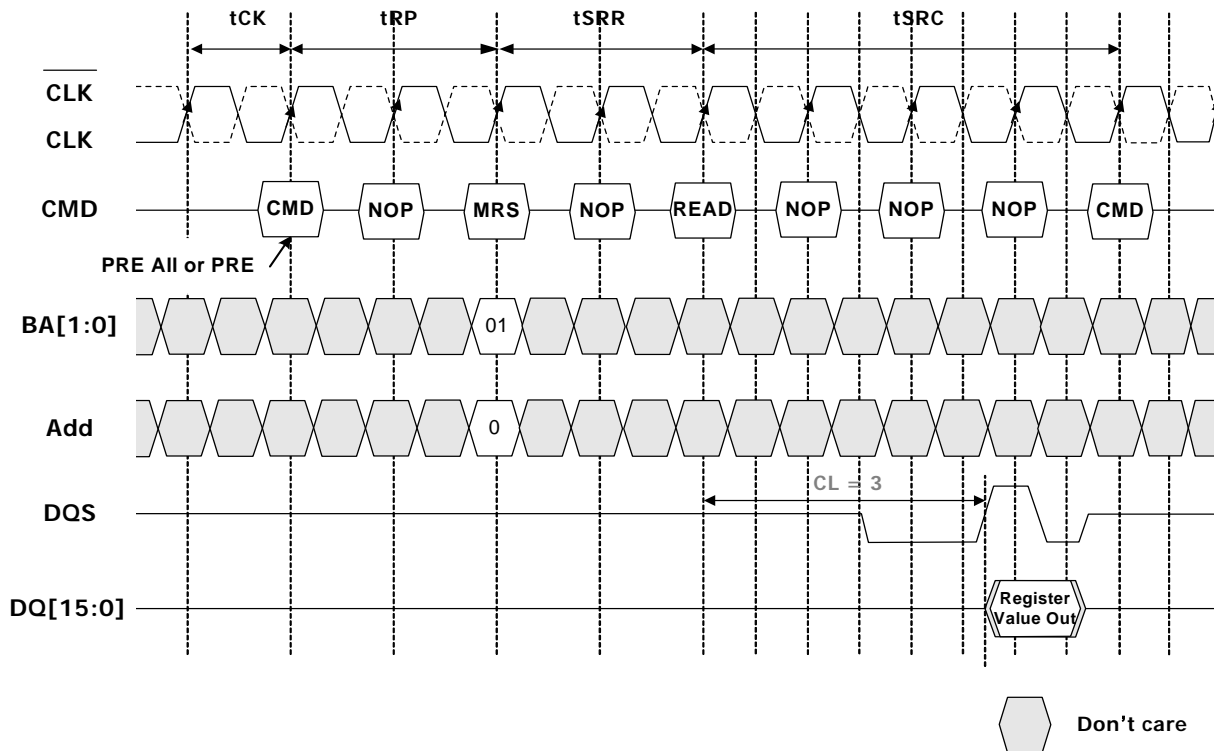 tCK tRP tSRR tSRC
CLK
CLK
CMD CMD NOP MRS NOP READ NOP NOP NOP CMD
PRE All or PRE
BA[1:0] 01
Add 0
CL = 3
DQS
DQ[15:0] Register
Value Out
Don't care